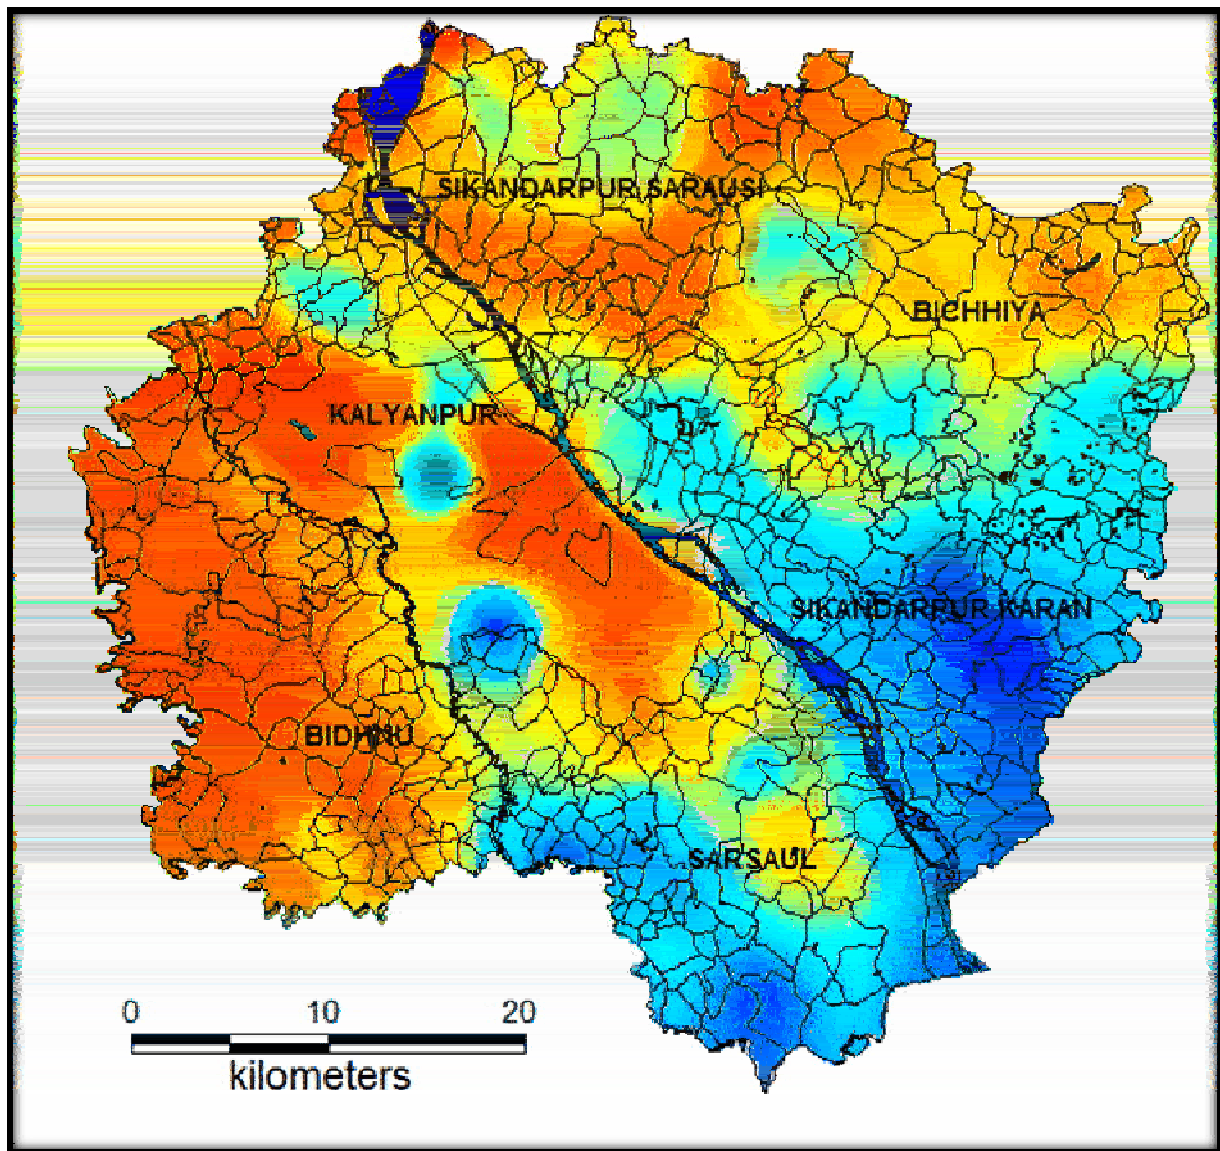 SIKANDARPUR SARAUSI
BICHHIYA
KALYANPUR
SIKANDARPUR KARAN
BIDHNU
SARSAUL
0 10 20
kilometers